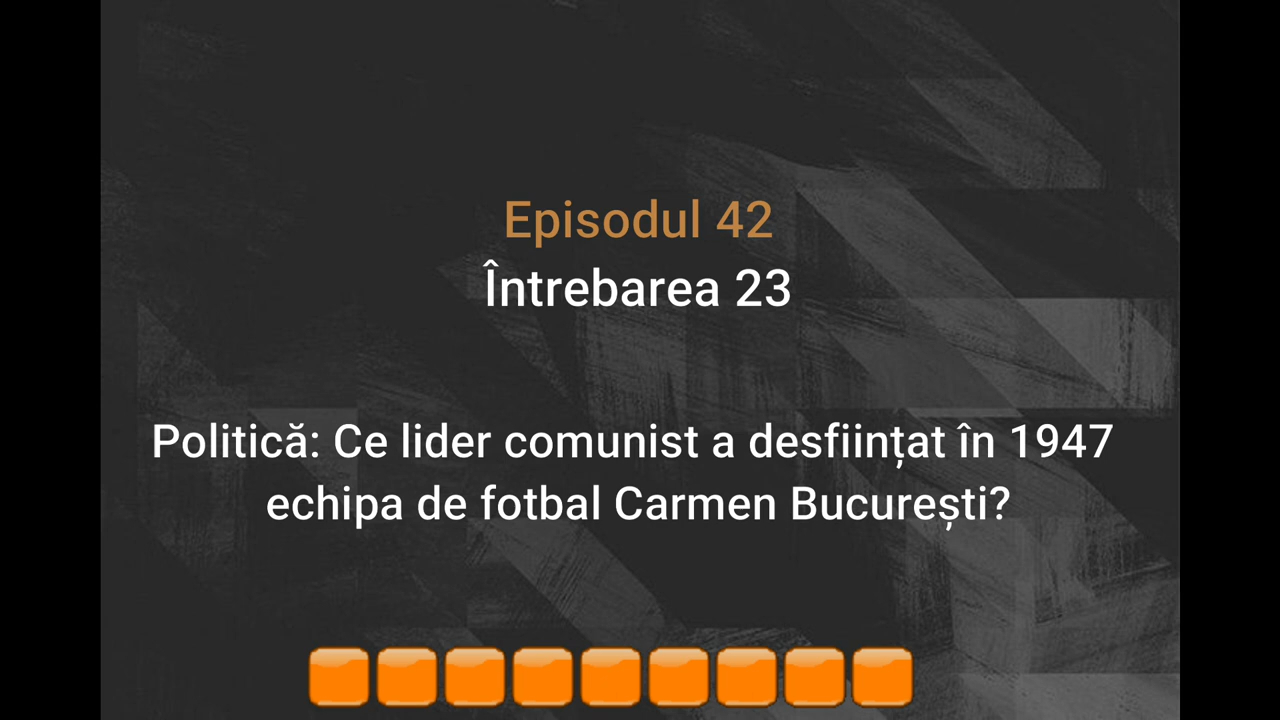 Episodul 42
Întrebarea 23
Politică: Ce lider comunist a desființat în 1947
echipa de fotbal Carmen București?